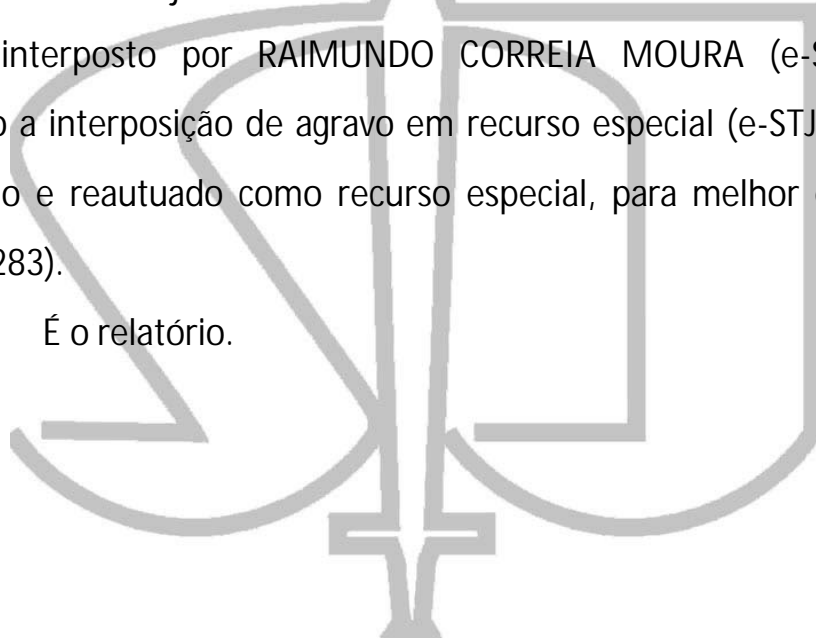 interposto por RAIMUNDO CORREIA MOURA (e-S
o a interposição de agravo em recurso especial (e-STJ
o e reautuado como recurso especial, para melhor
283).
É o relatório.